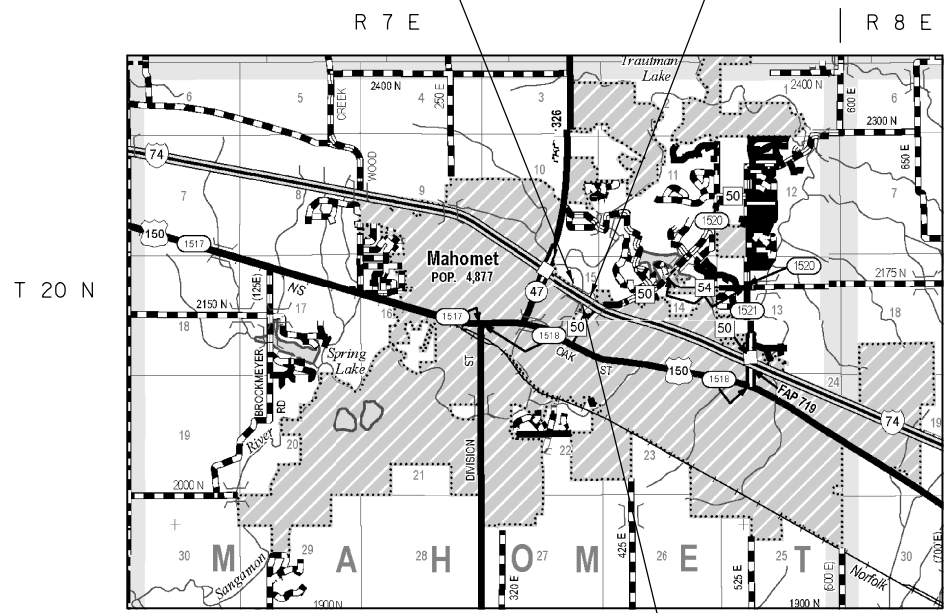 R 7 E
R 8 E
T 20 N
Trautman
Lake
6
5
4
3
2
1
6
2400 N
2400 N
CREEK
250 E
326
600 E
2300 N
650 E
74
WOOD
10
11
12
7
8
9
7
50
1520
150
1517
Mahomet
POP. 4,877
15
1520
2175 N
(125E)
NS
47
50
54
14
1521
13
18
2150 N
18
17
16
1517
50
1518
50
OAK
ST
ST
Spring
Lake
BROCKMEYER
RD
150
1518
FAP 719
24
74
19
River
20
19
21
DIVISION
22
23
2000 N
30
29
28
27
26
25
30
M A H O M E T
Sangamon
320 E
425 E
525 E
(600 E)
(700 E)
Norfolk
1900 N
1900 N